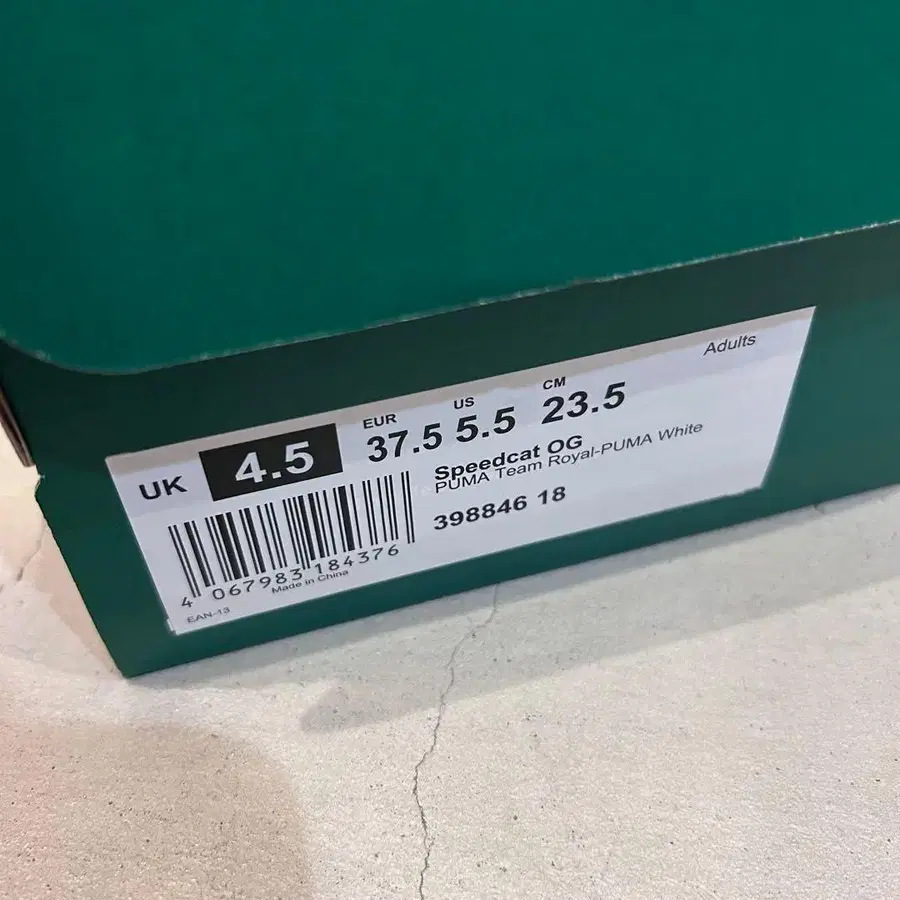 Adults
UK 4.5
EUR 37.5
US 5.5
CM 23.5
Speedcat OG
PUMA Team Royal-PUMA White
398846 18
4 067983 184376
EAN-13
Made in China